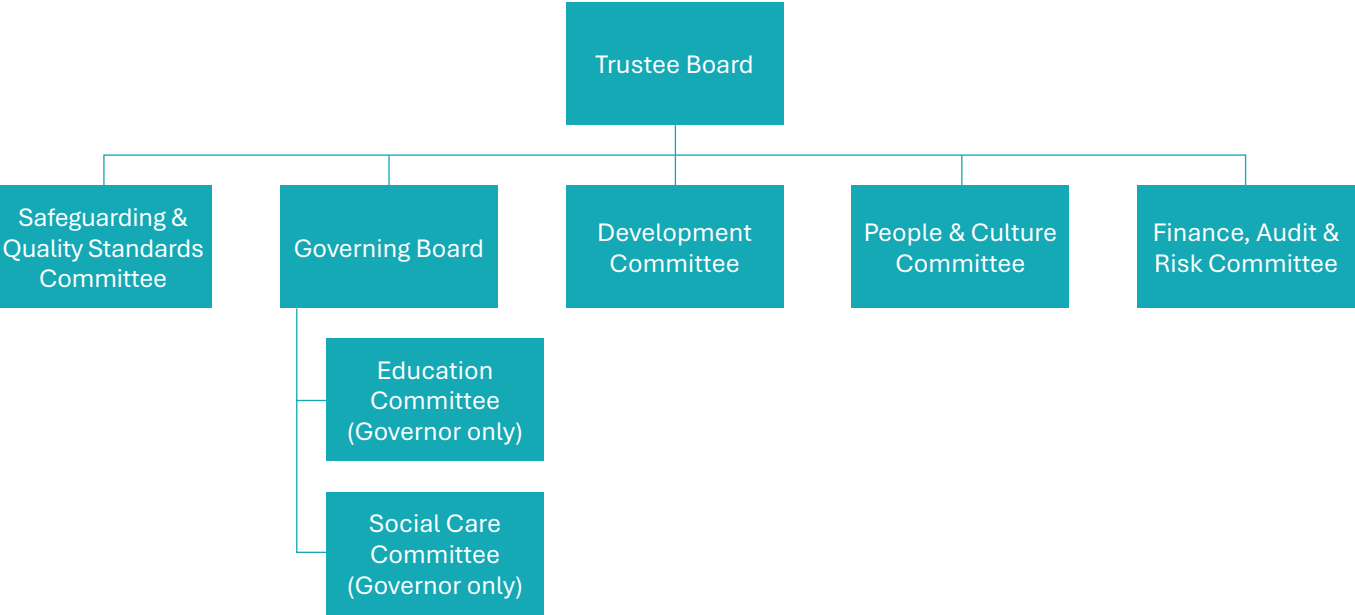 Trustee Board
Safeguarding &
Quality Standards
Committee
Governing Board
Development
Committee
People & Culture
Committee
Finance, Audit &
Risk Committee
Education
Committee
(Governor only)
Social Care
Committee
(Governor only)